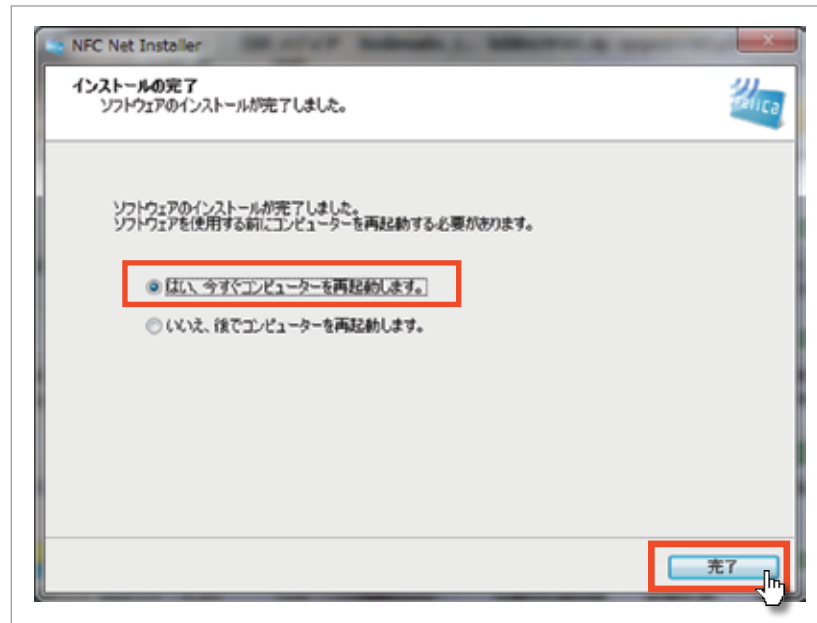 NFC Net Installer
インストールの完了
ソフトウェアのインストールが完了しました。
FeliCa
ソフトウェアのインストールが完了しました。
ソフトウェアを使用する前にコンピューターを再起動する必要があります。
はい、今すぐコンピューターを再起動します。
いいえ、後でコンピューターを再起動します。
完了